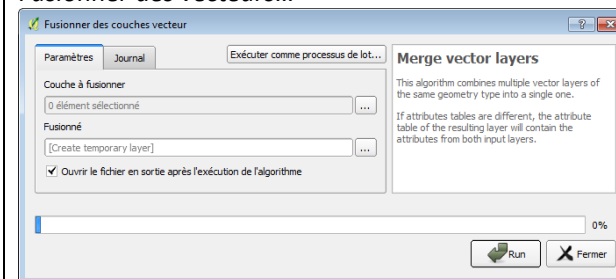 Fusionner des vecteurs...
Fusionner des couches vecteur
Paramètres
Journal
Exécuter comme processus de lot...
Couche à fusionner
0 élément sélectionné
...
Fusionné
[Create temporary layer]
...
Ouvrir le fichier en sortie après l'exécution de l'algorithme
Merge vector layers
This algorithm combines multiple vector layers of
the same geometry type into a single one.
If attributes tables are different, the attribute
table of the resulting layer will contain the
attributes from both input layers.
0%
Run
Fermer